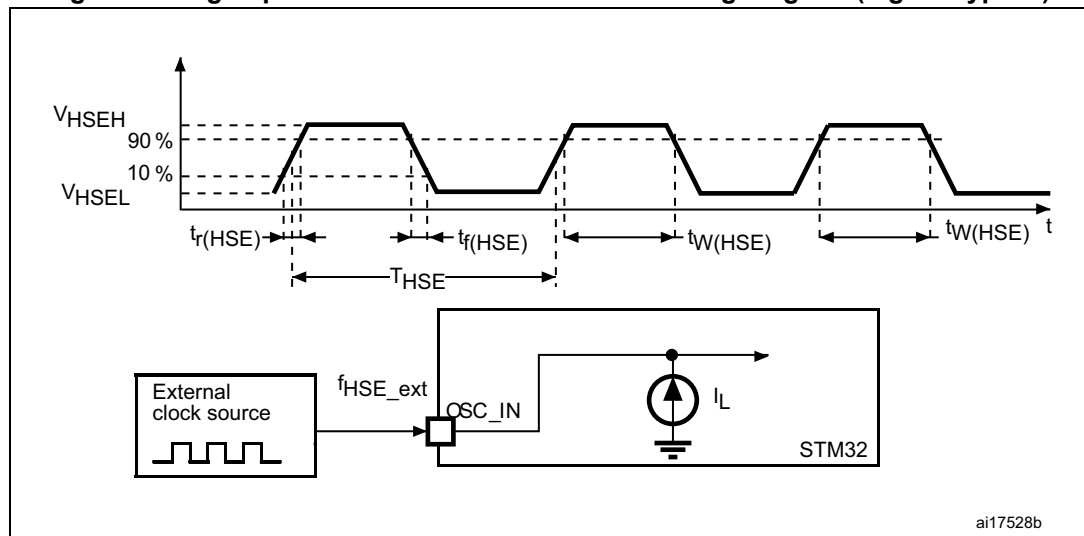 VHSEH
90 %
10 %
VHSEL
tr(HSE)
tf(HSE)
tW(HSE)
tW(HSE)
t
THSE
External
clock source
fHSE_ext
OSC_IN
IL
STM32
ai17528b